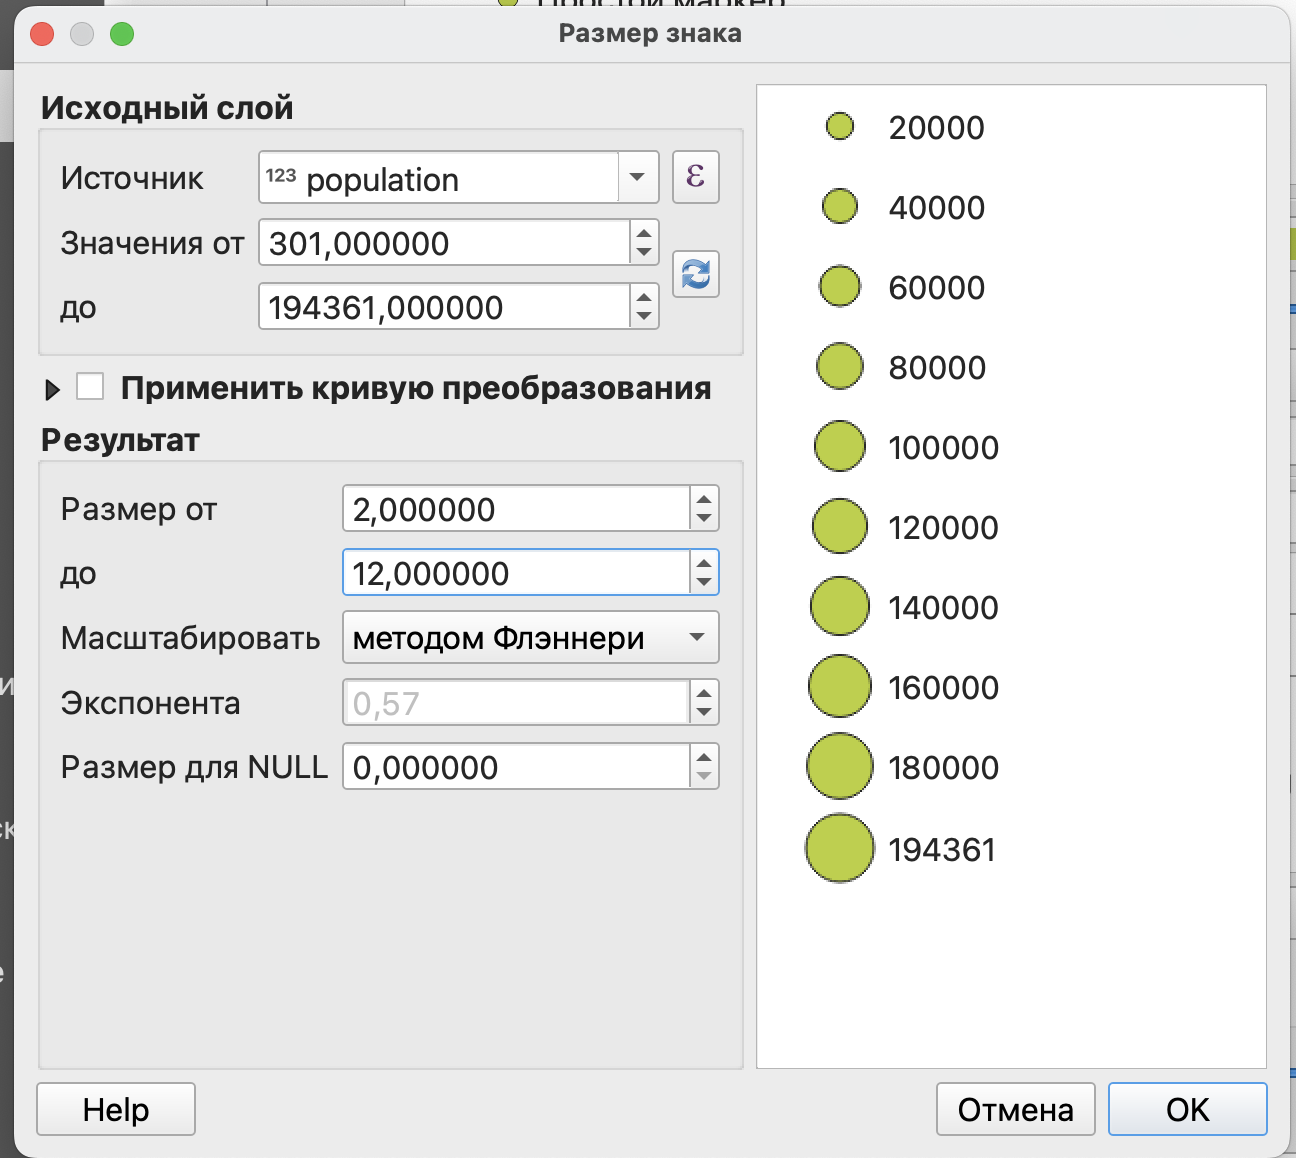 Простой маркер
Размер знака
Исходный слой
Источник
123 population
ε
Значения от
301,000000
до
194361,000000
Применить кривую преобразования
Результат
Размер от
2,000000
до
12,000000
Масштабировать
методом Флэннери
Экспонента
0,57
Размер для NULL
0,000000
20000
40000
60000
80000
100000
120000
140000
160000
180000
194361
Help
Отмена
OK